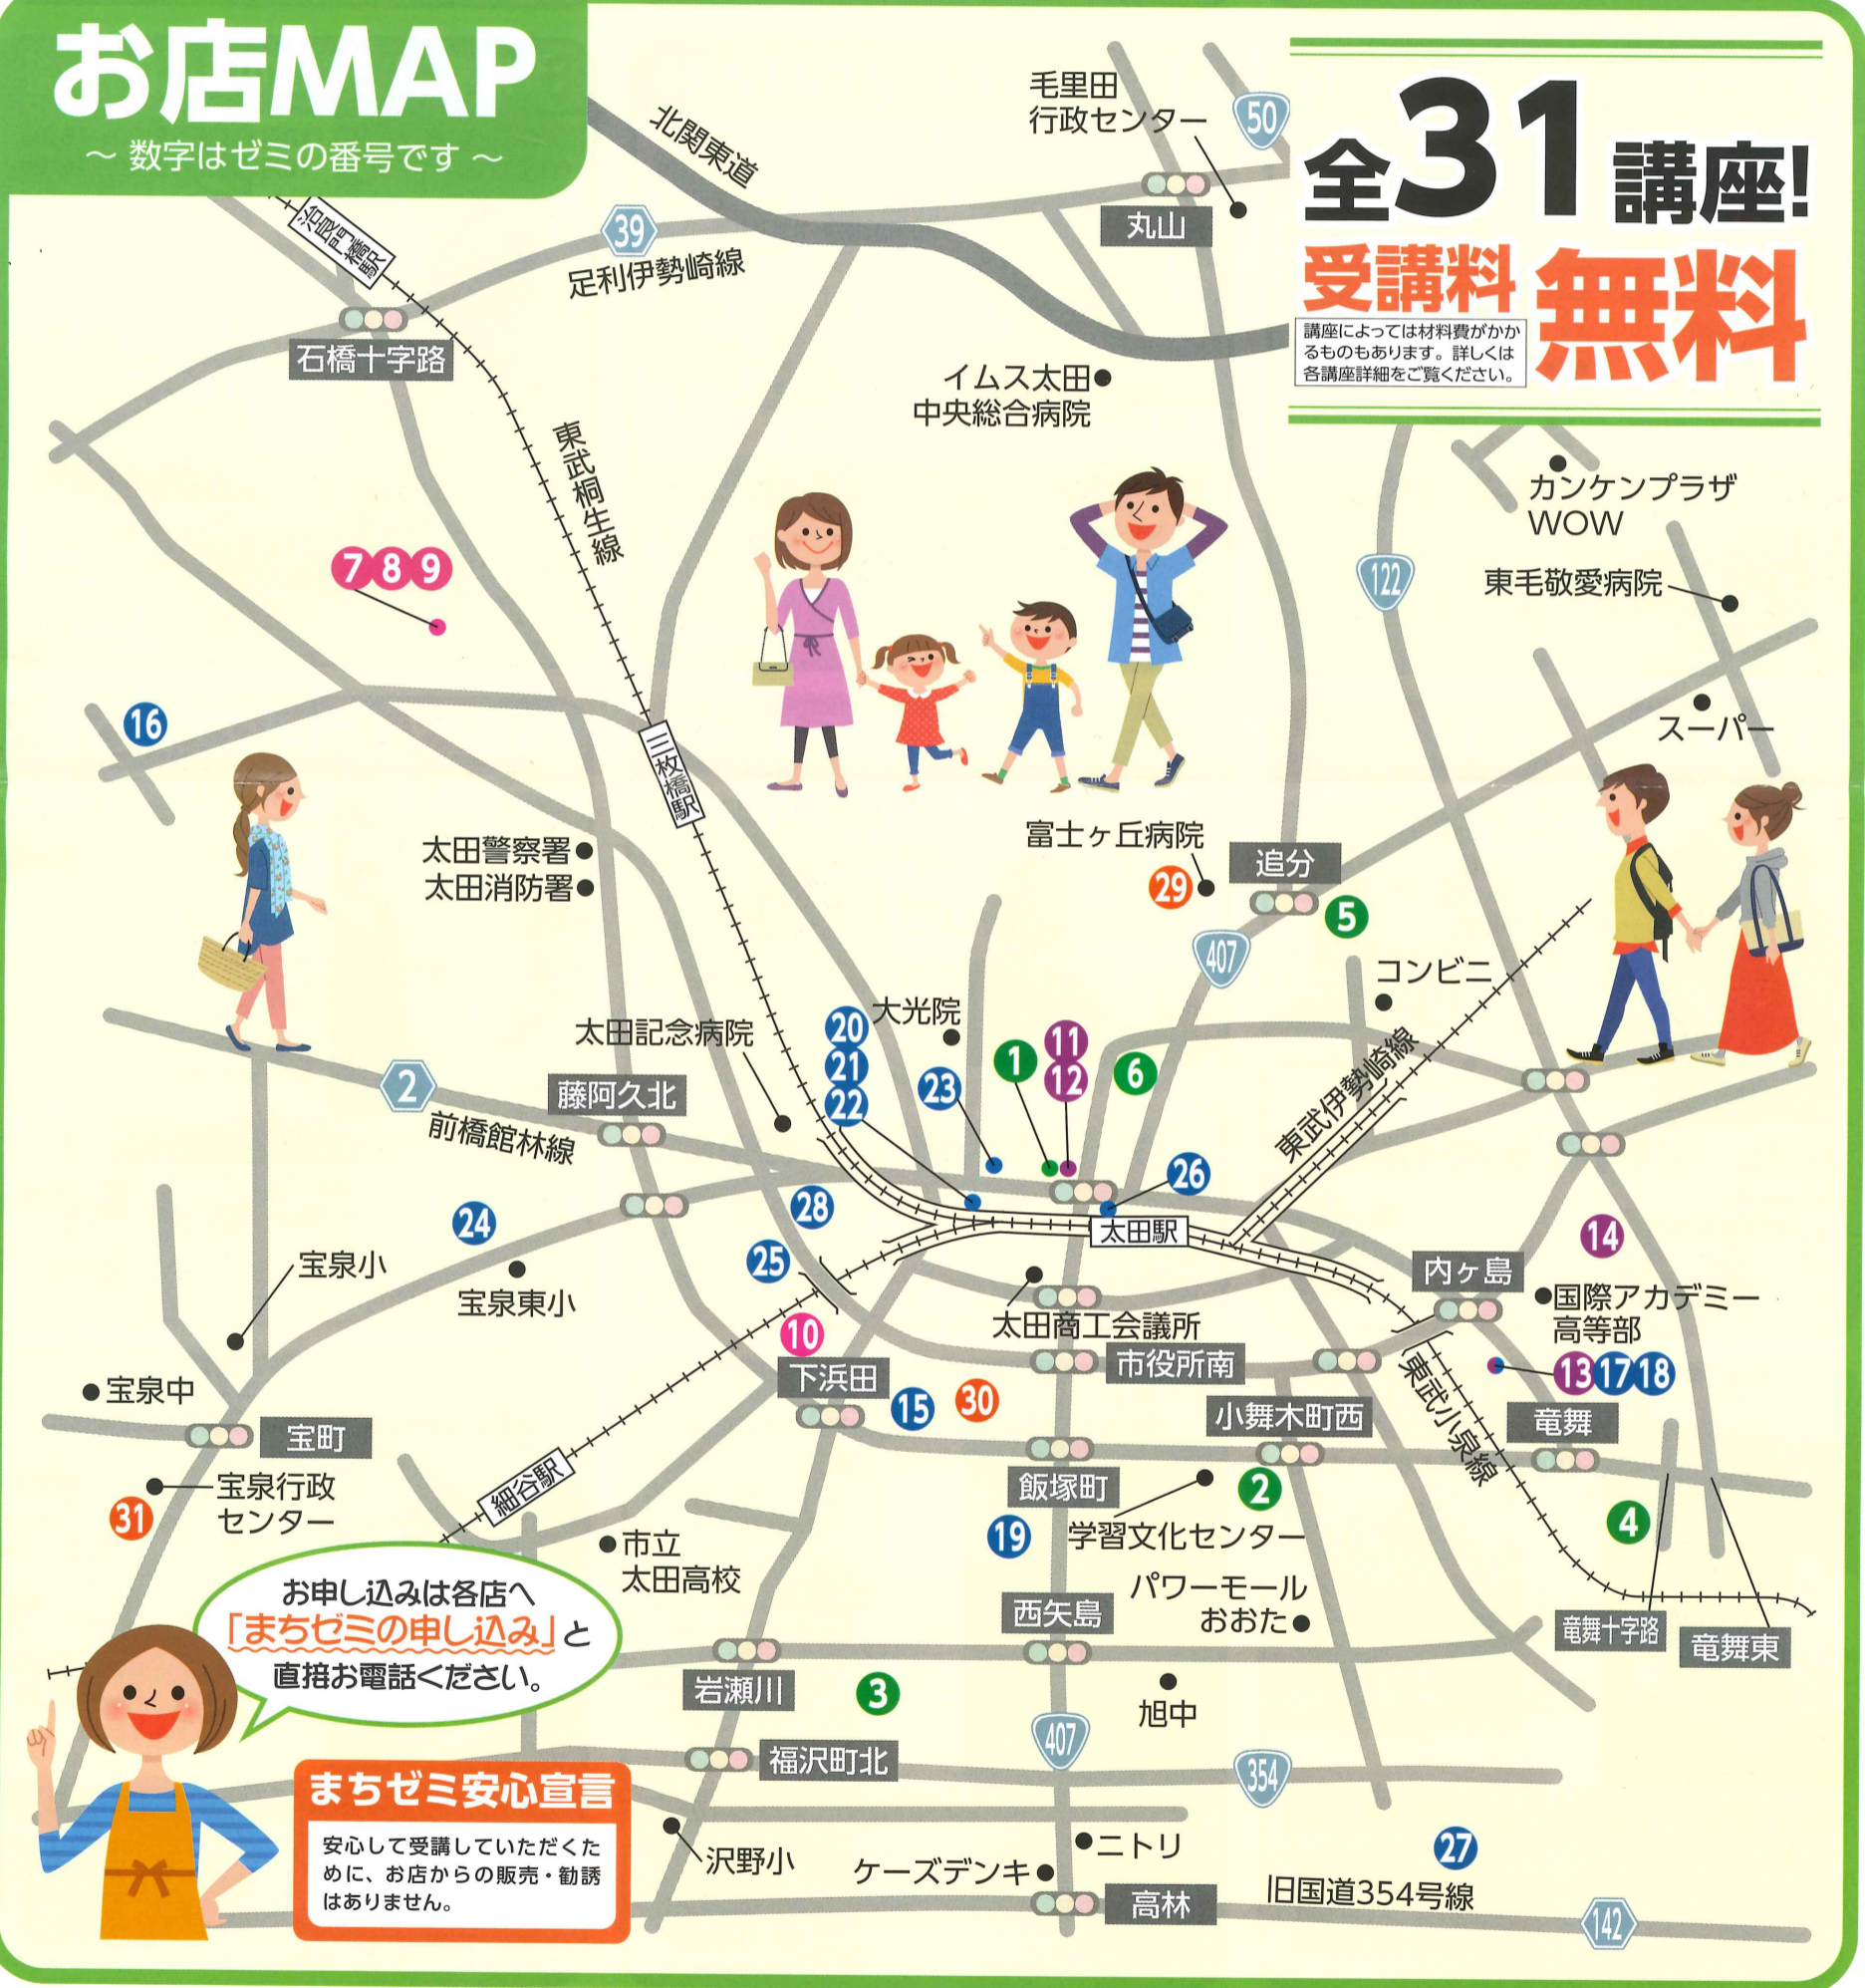 お店MAP
～ 数字はゼミの番号です ～
全31講座!
受講料
無料
講座によっては材料費がかか
るものもあります。詳しくは
各講座詳細をご覧ください。
毛里田
行政センター
50
北関東道
丸山
治良門橋駅
39
足利伊勢崎線
石橋十字路
イムス太田
中央総合病院
東武桐生線
カンケンプラザ
WOW
122
東毛敬愛病院
7 8 9
16
スーパー
三枚橋駅
太田警察署
太田消防署
富士ヶ丘病院
追分
29
5
407
コンビニ
大光院
太田記念病院
20
21
22
23
1
11
12
6
2
前橋館林線
藤阿久北
東武伊勢崎線
26
28
24
太田駅
14
25
内ヶ島
宝泉小
宝泉東小
国際アカデミー
高等部
太田商工会議所
10
下浜田
市役所南
13 17 18
宝泉中
15
30
小舞木町西
竜舞
東武小泉線
宝町
細谷駅
飯塚町
2
宝泉行政
センター
31
19
学習文化センター
4
市立
太田高校
パワーモール
おおた
西矢島
竜舞十字路
竜舞東
お申し込みは各店へ
「まちゼミの申し込み」と
直接お電話ください。
岩瀬川
3
旭中
407
福沢町北
354
まちゼミ安心宣言
安心して受講していただくた
めに、お店からの販売・勧誘
はありません。
沢野小
ニトリ
ケーズデンキ
27
高林
旧国道354号線
142